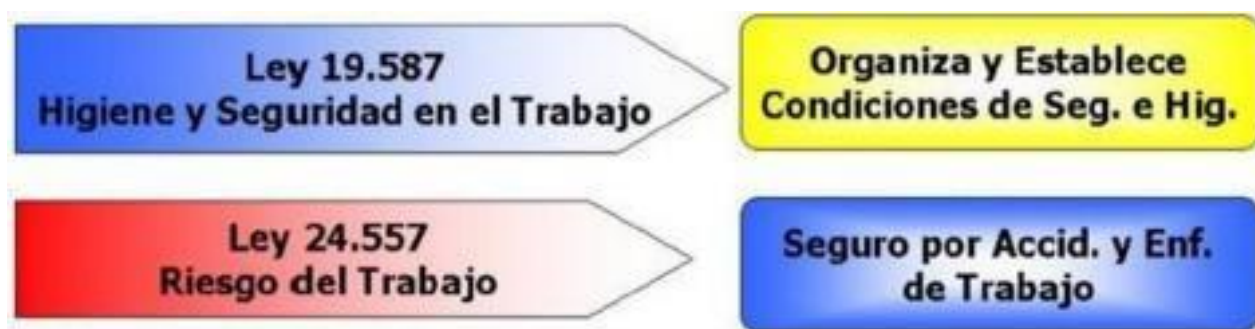 Ley 19.587
Higiene y Seguridad en el Trabajo
Organiza y Establece
Condiciones de Seg. e Hig.
Ley 24.557
Riesgo del Trabajo
Seguro por Accid. y Enf.
de Trabajo